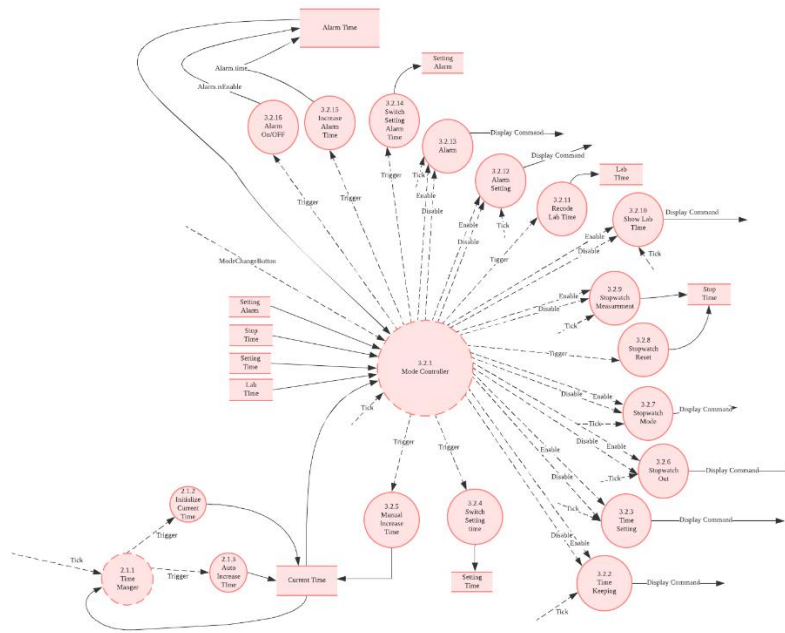 Alarm Time
Alarm.time
Alarm.isEnable
Setting
Alarm
3.2.16
Alarm
On/OFF
3.2.15
Increase
Alarm
Time
3.2.14
Switch
Setting
Alarm
Time
3.2.13
Alarm
Display Command
3.2.12
Alarm
Setting
Display Command
3.2.11
Recode
Lab Time
Lab
Time
3.2.10
Show Lab
Time
Display Command
Trigger
Trigger
Trigger
Tick
Enable
Disable
Enable
Disable
Tick
Tigger
Enable
Disable
Tick
ModeChangeButton
3.2.9
Stopwatch
Measurement
Enable
Disable
Tick
Stop
Time
3.2.8
Stopwatch
Reset
Tigger
Setting
Alarm
Stop
Time
Setting
Time
Lab
Time
3.2.1
Mode Controller
Tick
3.2.7
Stopwatch
Mode
Enable
Disable
Tick
Display Command
3.2.6
Stopwatch
Out
Enable
Disable
Tick
Display Command
3.2.3
Time
Setting
Enable
Disable
Tick
Display Command
3.2.2
Time
Keeping
Enable
Disable
Tick
Display Command
Trigger
Trigger
3.2.5
Manual
Increase
Time
3.2.4
Switch
Setting
time
Setting
Time
2.1.2
Initialize
Current
Time
Trigger
Tick
2.1.1
Time
Manger
Trigger
2.1.3
Auto
Increase
Time
Current Time